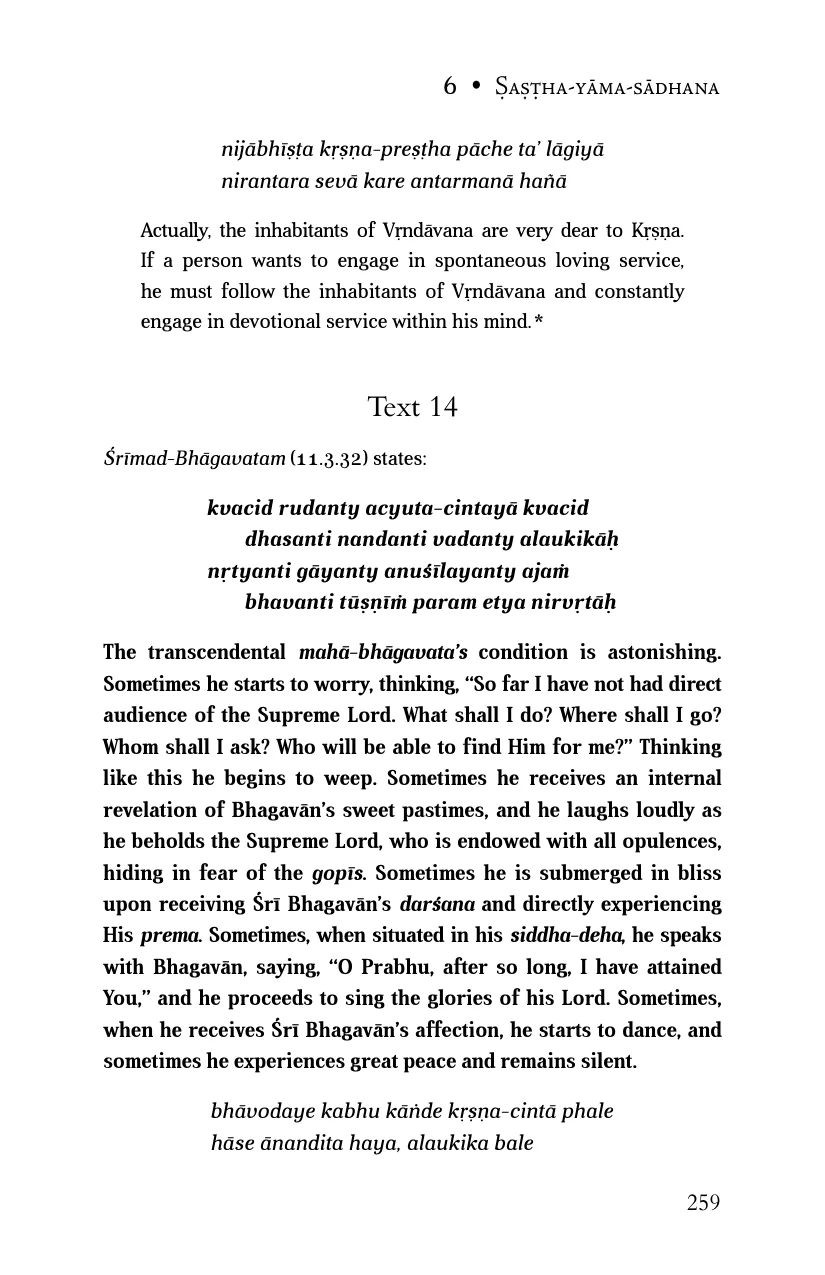 6 • Ṣaṣṭha-yāma-sādhana
nijābhīṣṭa kṛṣṇa-preṣṭha pāche ta’ lāgiyā
nirantara sevā kare antarmanā hañā
Actually, the inhabitants of Vṛndāvana are very dear to Kṛṣṇa.
If a person wants to engage in spontaneous loving service,
he must follow the inhabitants of Vṛndāvana and constantly
engage in devotional service within his mind.*
Text 14
Śrīmad-Bhāgavatam (11.3.32) states:
kvacid rudanty acyuta-cintayā kvacid
dhasanti nandanti vadanty alaukikāḥ
nṛtyanti gāyanty anuśīlayanty ajaṁ
bhavanti tūṣṇīṁ param etya nirvṛtāḥ
The transcendental mahā-bhāgavata’s condition is astonishing.
Sometimes he starts to worry, thinking, “So far I have not had direct
audience of the Supreme Lord. What shall I do? Where shall I go?
Whom shall I ask? Who will be able to find Him for me?” Thinking
like this he begins to weep. Sometimes he receives an internal
revelation of Bhagavān’s sweet pastimes, and he laughs loudly as
he beholds the Supreme Lord, who is endowed with all opulences,
hiding in fear of the gopīs. Sometimes he is submerged in bliss
upon receiving Śrī Bhagavān’s darśana and directly experiencing
His prema. Sometimes, when situated in his siddha-deha, he speaks
with Bhagavān, saying, “O Prabhu, after so long, I have attained
You,” and he proceeds to sing the glories of his Lord. Sometimes,
when he receives Śrī Bhagavān’s affection, he starts to dance, and
sometimes he experiences great peace and remains silent.
bhāvodaye kabhu kāṅde kṛṣṇa-cintā phale
hāse ānandita haya, alaukika bale
259